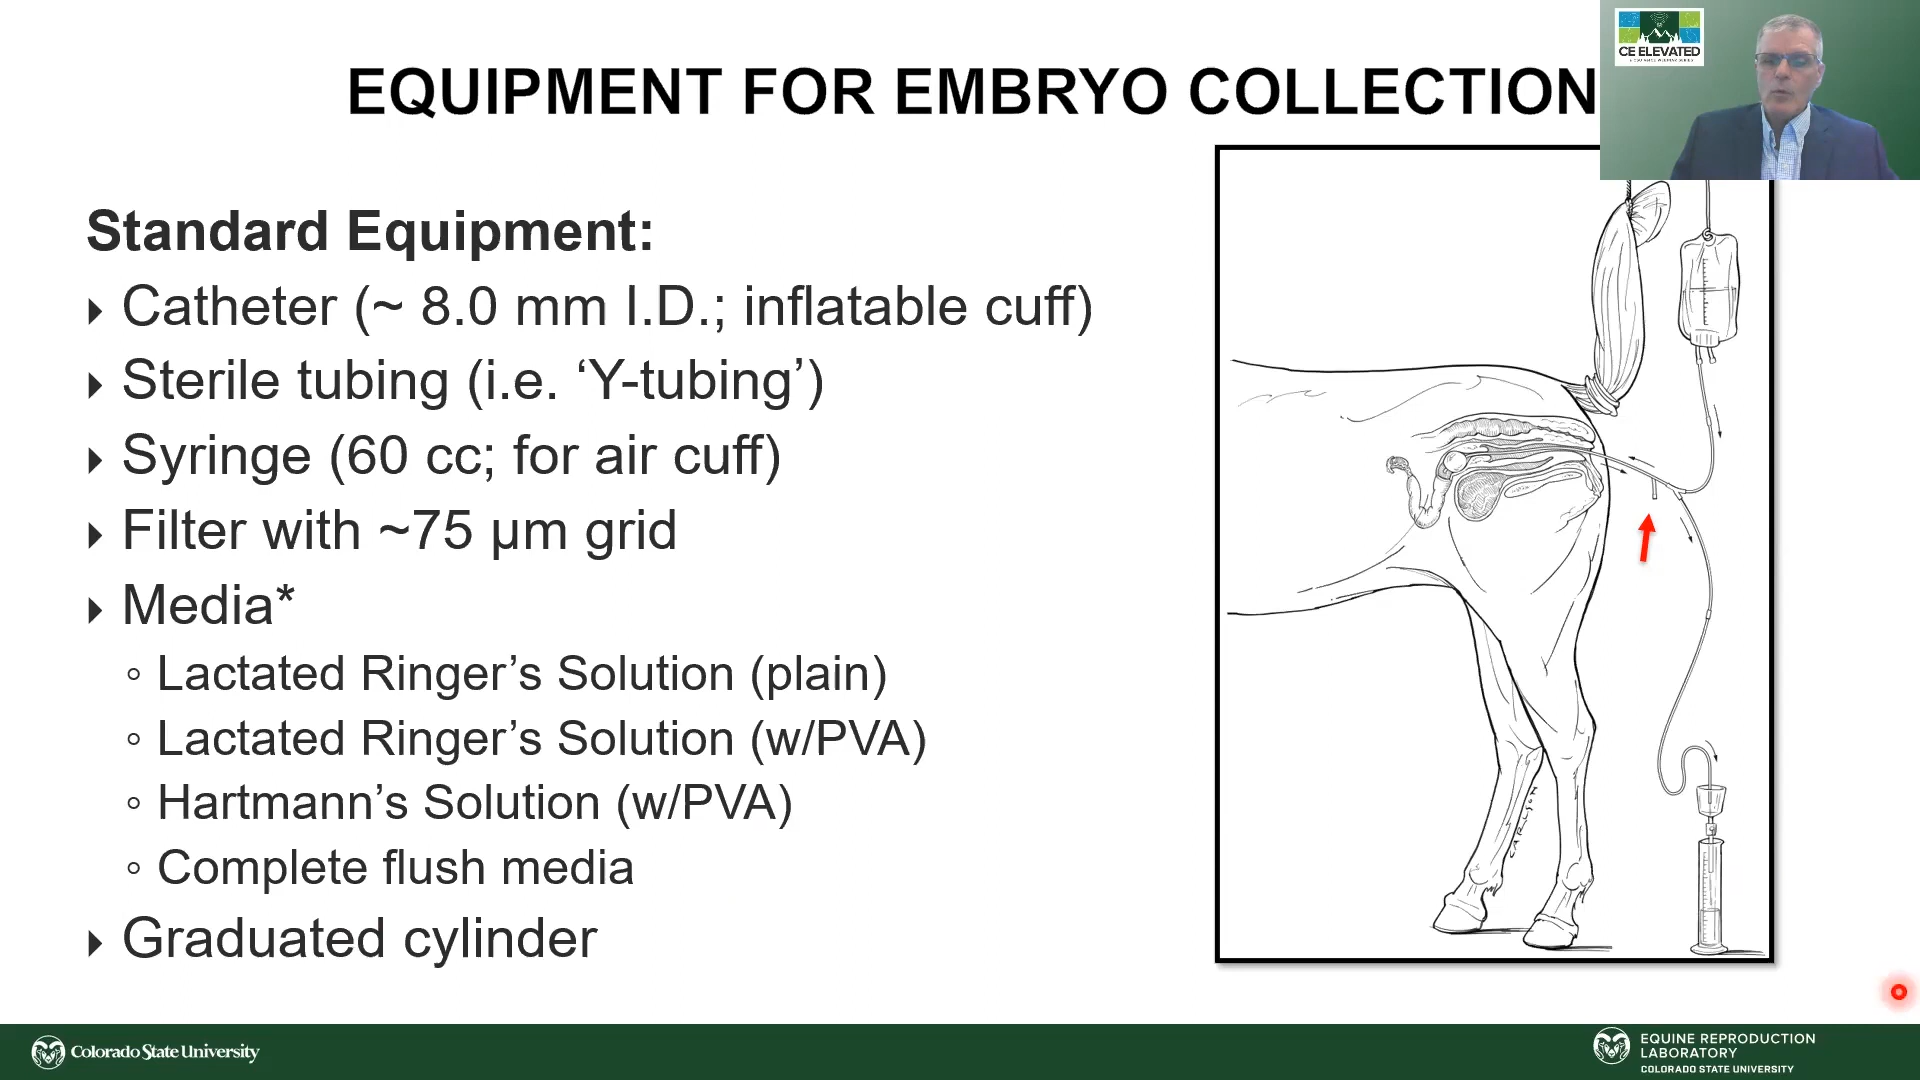 CE ELEVATED
EQUIPMENT FOR EMBRYO COLLECTION
Standard Equipment:
Catheter (~ 8.0 mm I.D.; inflatable cuff)
Sterile tubing (i.e. ‘Y-tubing’)
Syringe (60 cc; for air cuff)
Filter with ~75 µm grid
Media*
Lactated Ringer’s Solution (plain)
Lactated Ringer’s Solution (w/PVA)
Hartmann’s Solution (w/PVA)
Complete flush media
Graduated cylinder
CARLSON
Colorado State University
EQUINE REPRODUCTION
LABORATORY
COLORADO STATE UNIVERSITY